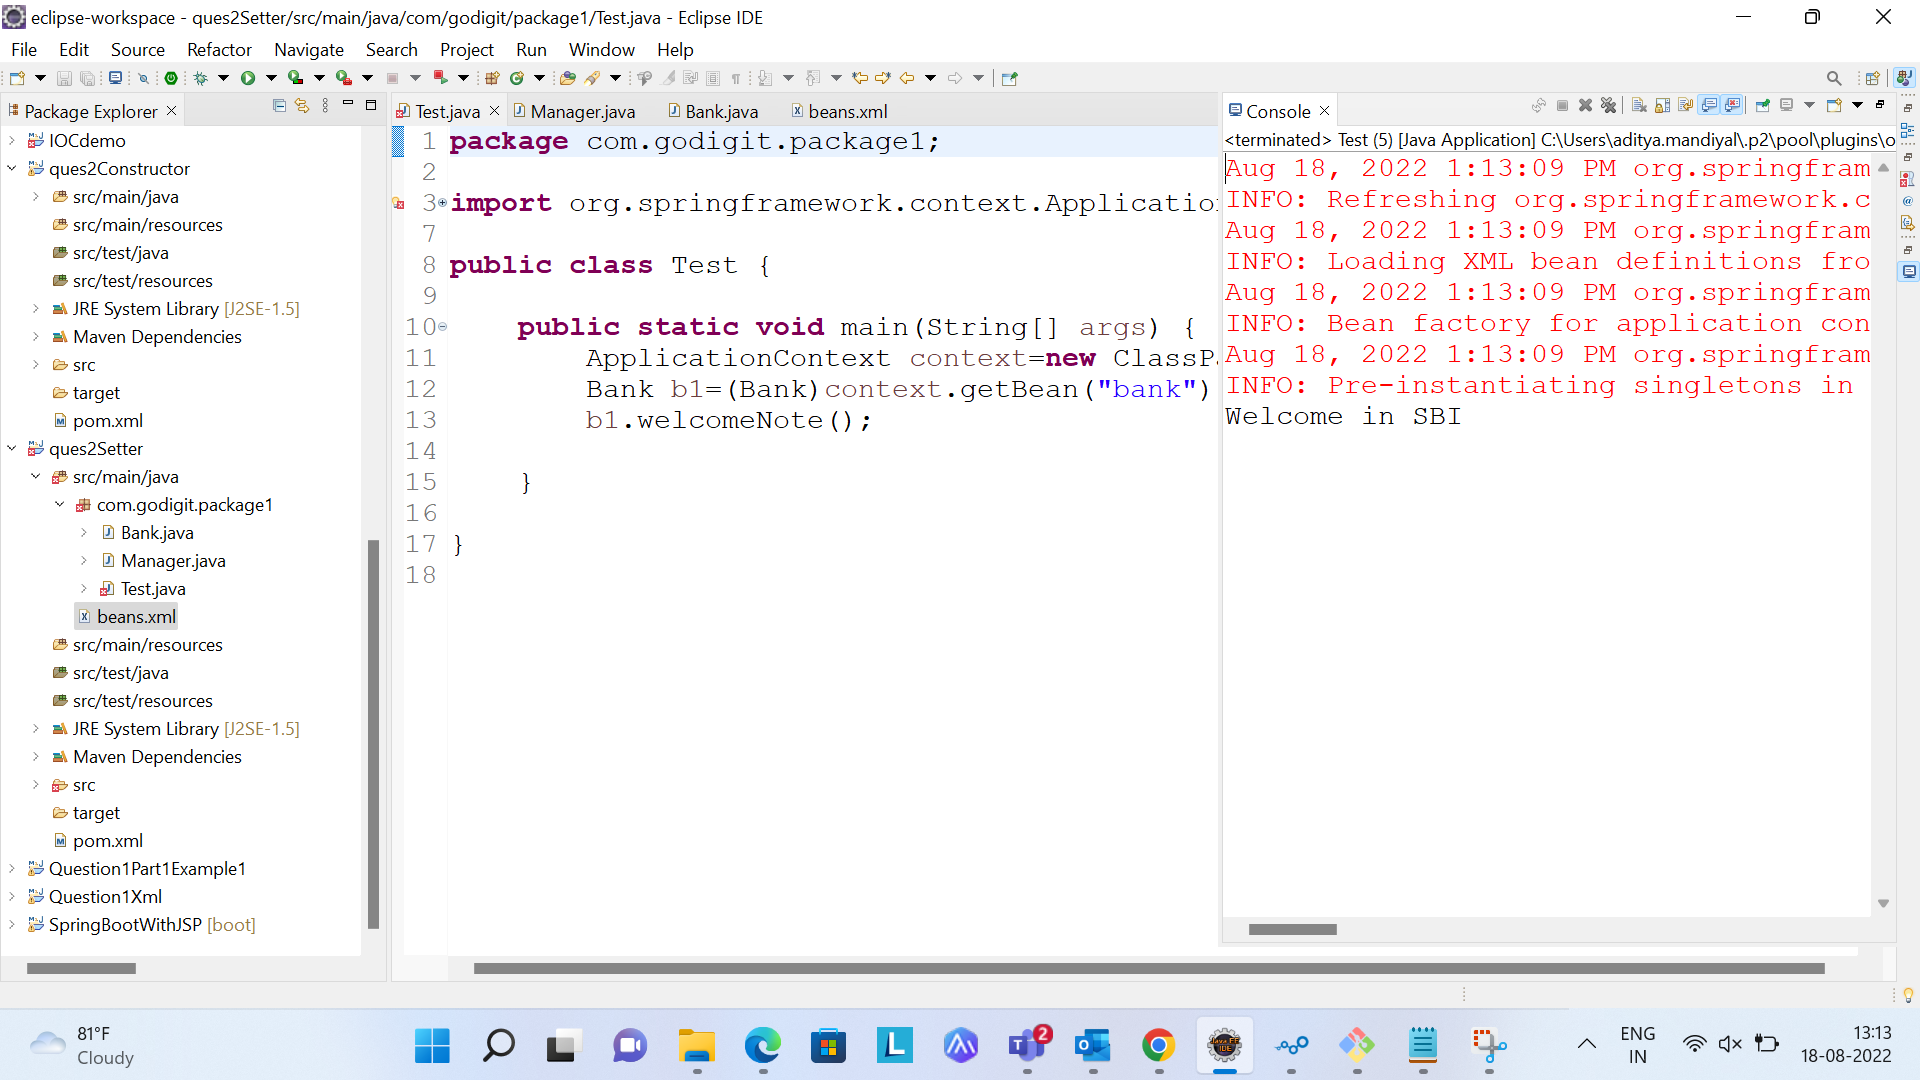 eclipse-workspace - ques2Setter/src/main/java/com/godigit/package1/Test.java - Eclipse IDE
File Edit Source Refactor Navigate Search Project Run Window Help
Package Explorer
IOCdemo
ques2Constructor
src/main/java
src/main/resources
src/test/java
src/test/resources
JRE System Library [J2SE-1.5]
Maven Dependencies
src
target
pom.xml
ques2Setter
src/main/java
com.godigit.package1
Bank.java
Manager.java
Test.java
beans.xml
src/main/resources
src/test/java
src/test/resources
JRE System Library [J2SE-1.5]
Maven Dependencies
src
target
pom.xml
Question1Part1Example1
Question1Xml
SpringBootWithJSP [boot]
Test.java Manager.java Bank.java beans.xml
1 package com.godigit.package1;
2
3 import org.springframework.context.Applicatio
7
8 public class Test {
9
10 public static void main(String[] args) {
11 ApplicationContext context=new ClassP
12 Bank b1=(Bank)context.getBean("bank")
13 b1.welcomeNote();
14
15 }
16
17 }
18
Console
<terminated> Test (5) [Java Application] C:\Users\aditya.mandiyal\.p2\pool\plugins\o
Aug 18, 2022 1:13:09 PM org.springfram
INFO: Refreshing org.springframework.c
Aug 18, 2022 1:13:09 PM org.springfram
INFO: Loading XML bean definitions fro
Aug 18, 2022 1:13:09 PM org.springfram
INFO: Bean factory for application con
Aug 18, 2022 1:13:09 PM org.springfram
INFO: Pre-instantiating singletons in
Welcome in SBI
81°F
Cloudy
2
ENG
IN
13:13
18-08-2022